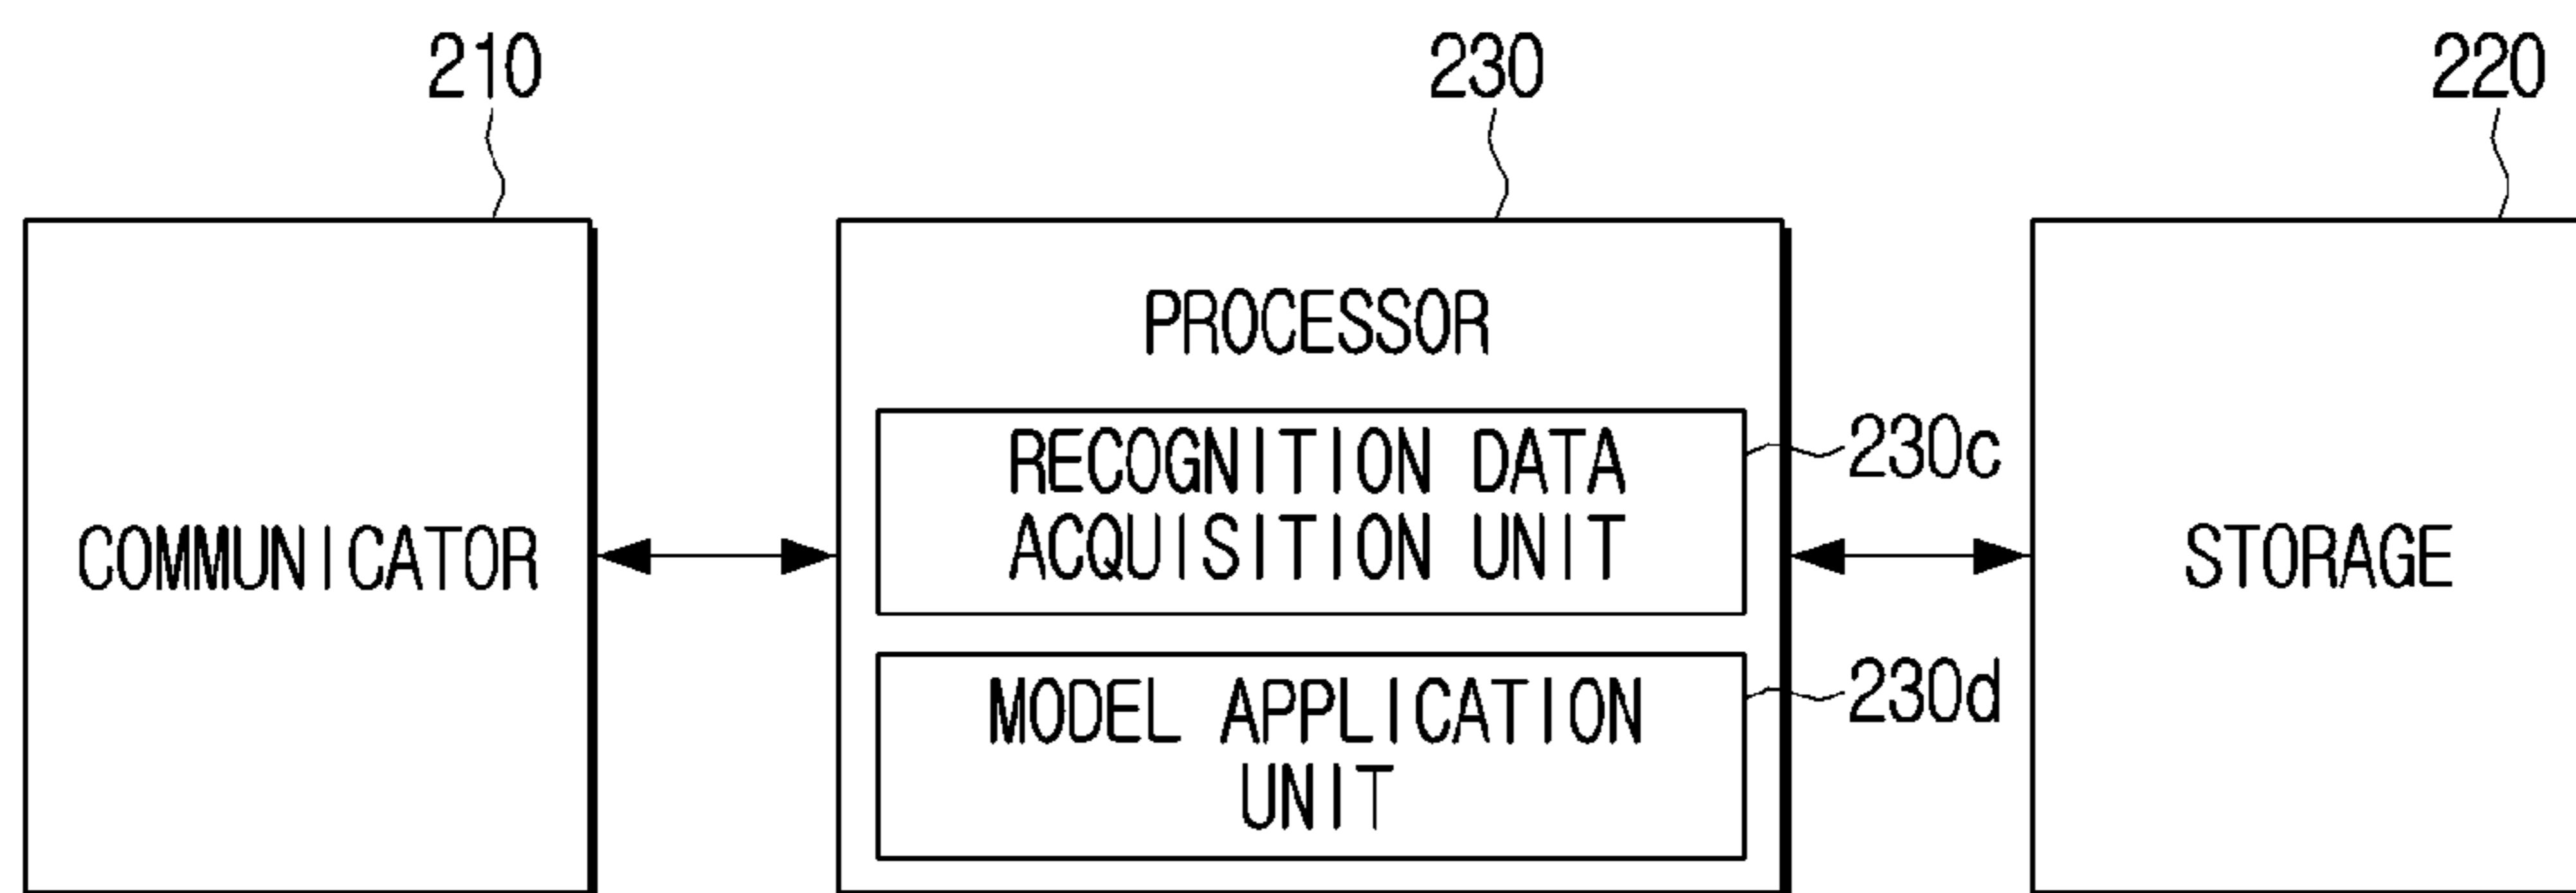 210
230
220
PROCESSOR
RECOGNITION DATA
ACQUISITION UNIT
230c
COMMUNICATOR
STORAGE
MODEL APPLICATION
UNIT
230d